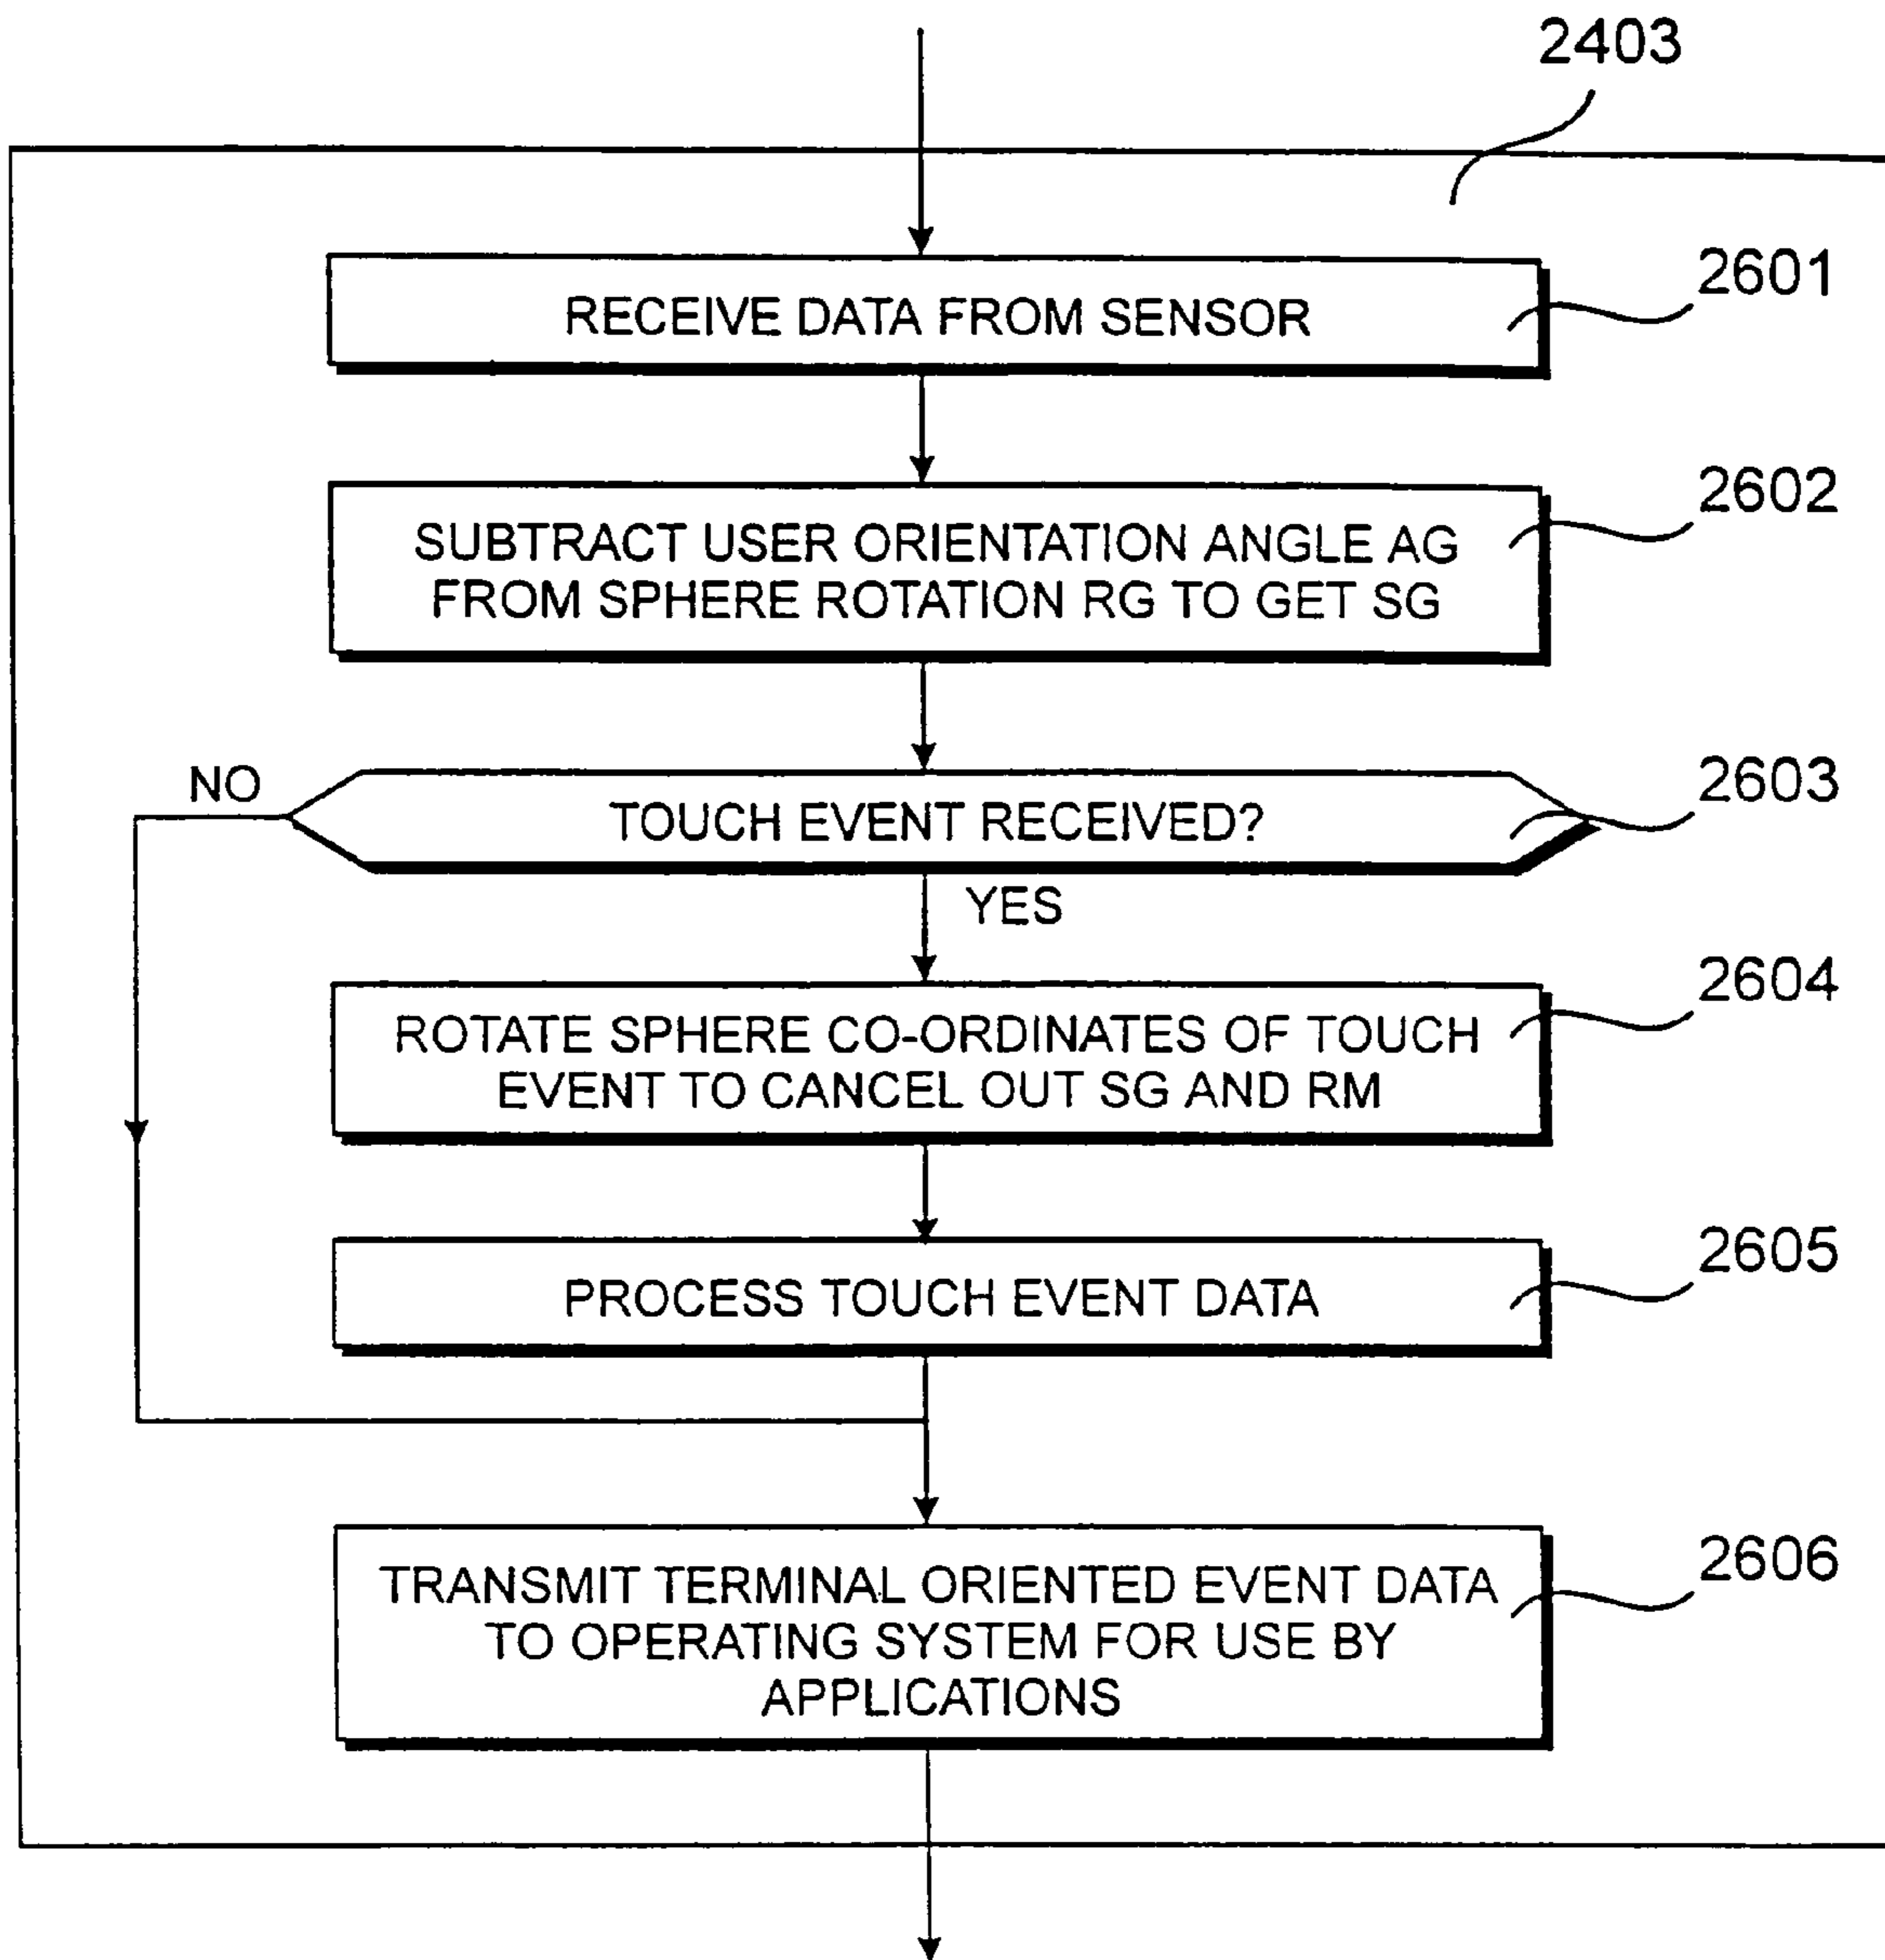 2403
RECEIVE DATA FROM SENSOR
2601
SUBTRACT USER ORIENTATION ANGLE AG
FROM SPHERE ROTATION RG TO GET SG
2602
NO
TOUCH EVENT RECEIVED?
2603
YES
ROTATE SPHERE CO-ORDINATES OF TOUCH
EVENT TO CANCEL OUT SG AND RM
2604
PROCESS TOUCH EVENT DATA
2605
TRANSMIT TERMINAL ORIENTED EVENT DATA
TO OPERATING SYSTEM FOR USE BY
APPLICATIONS
2606